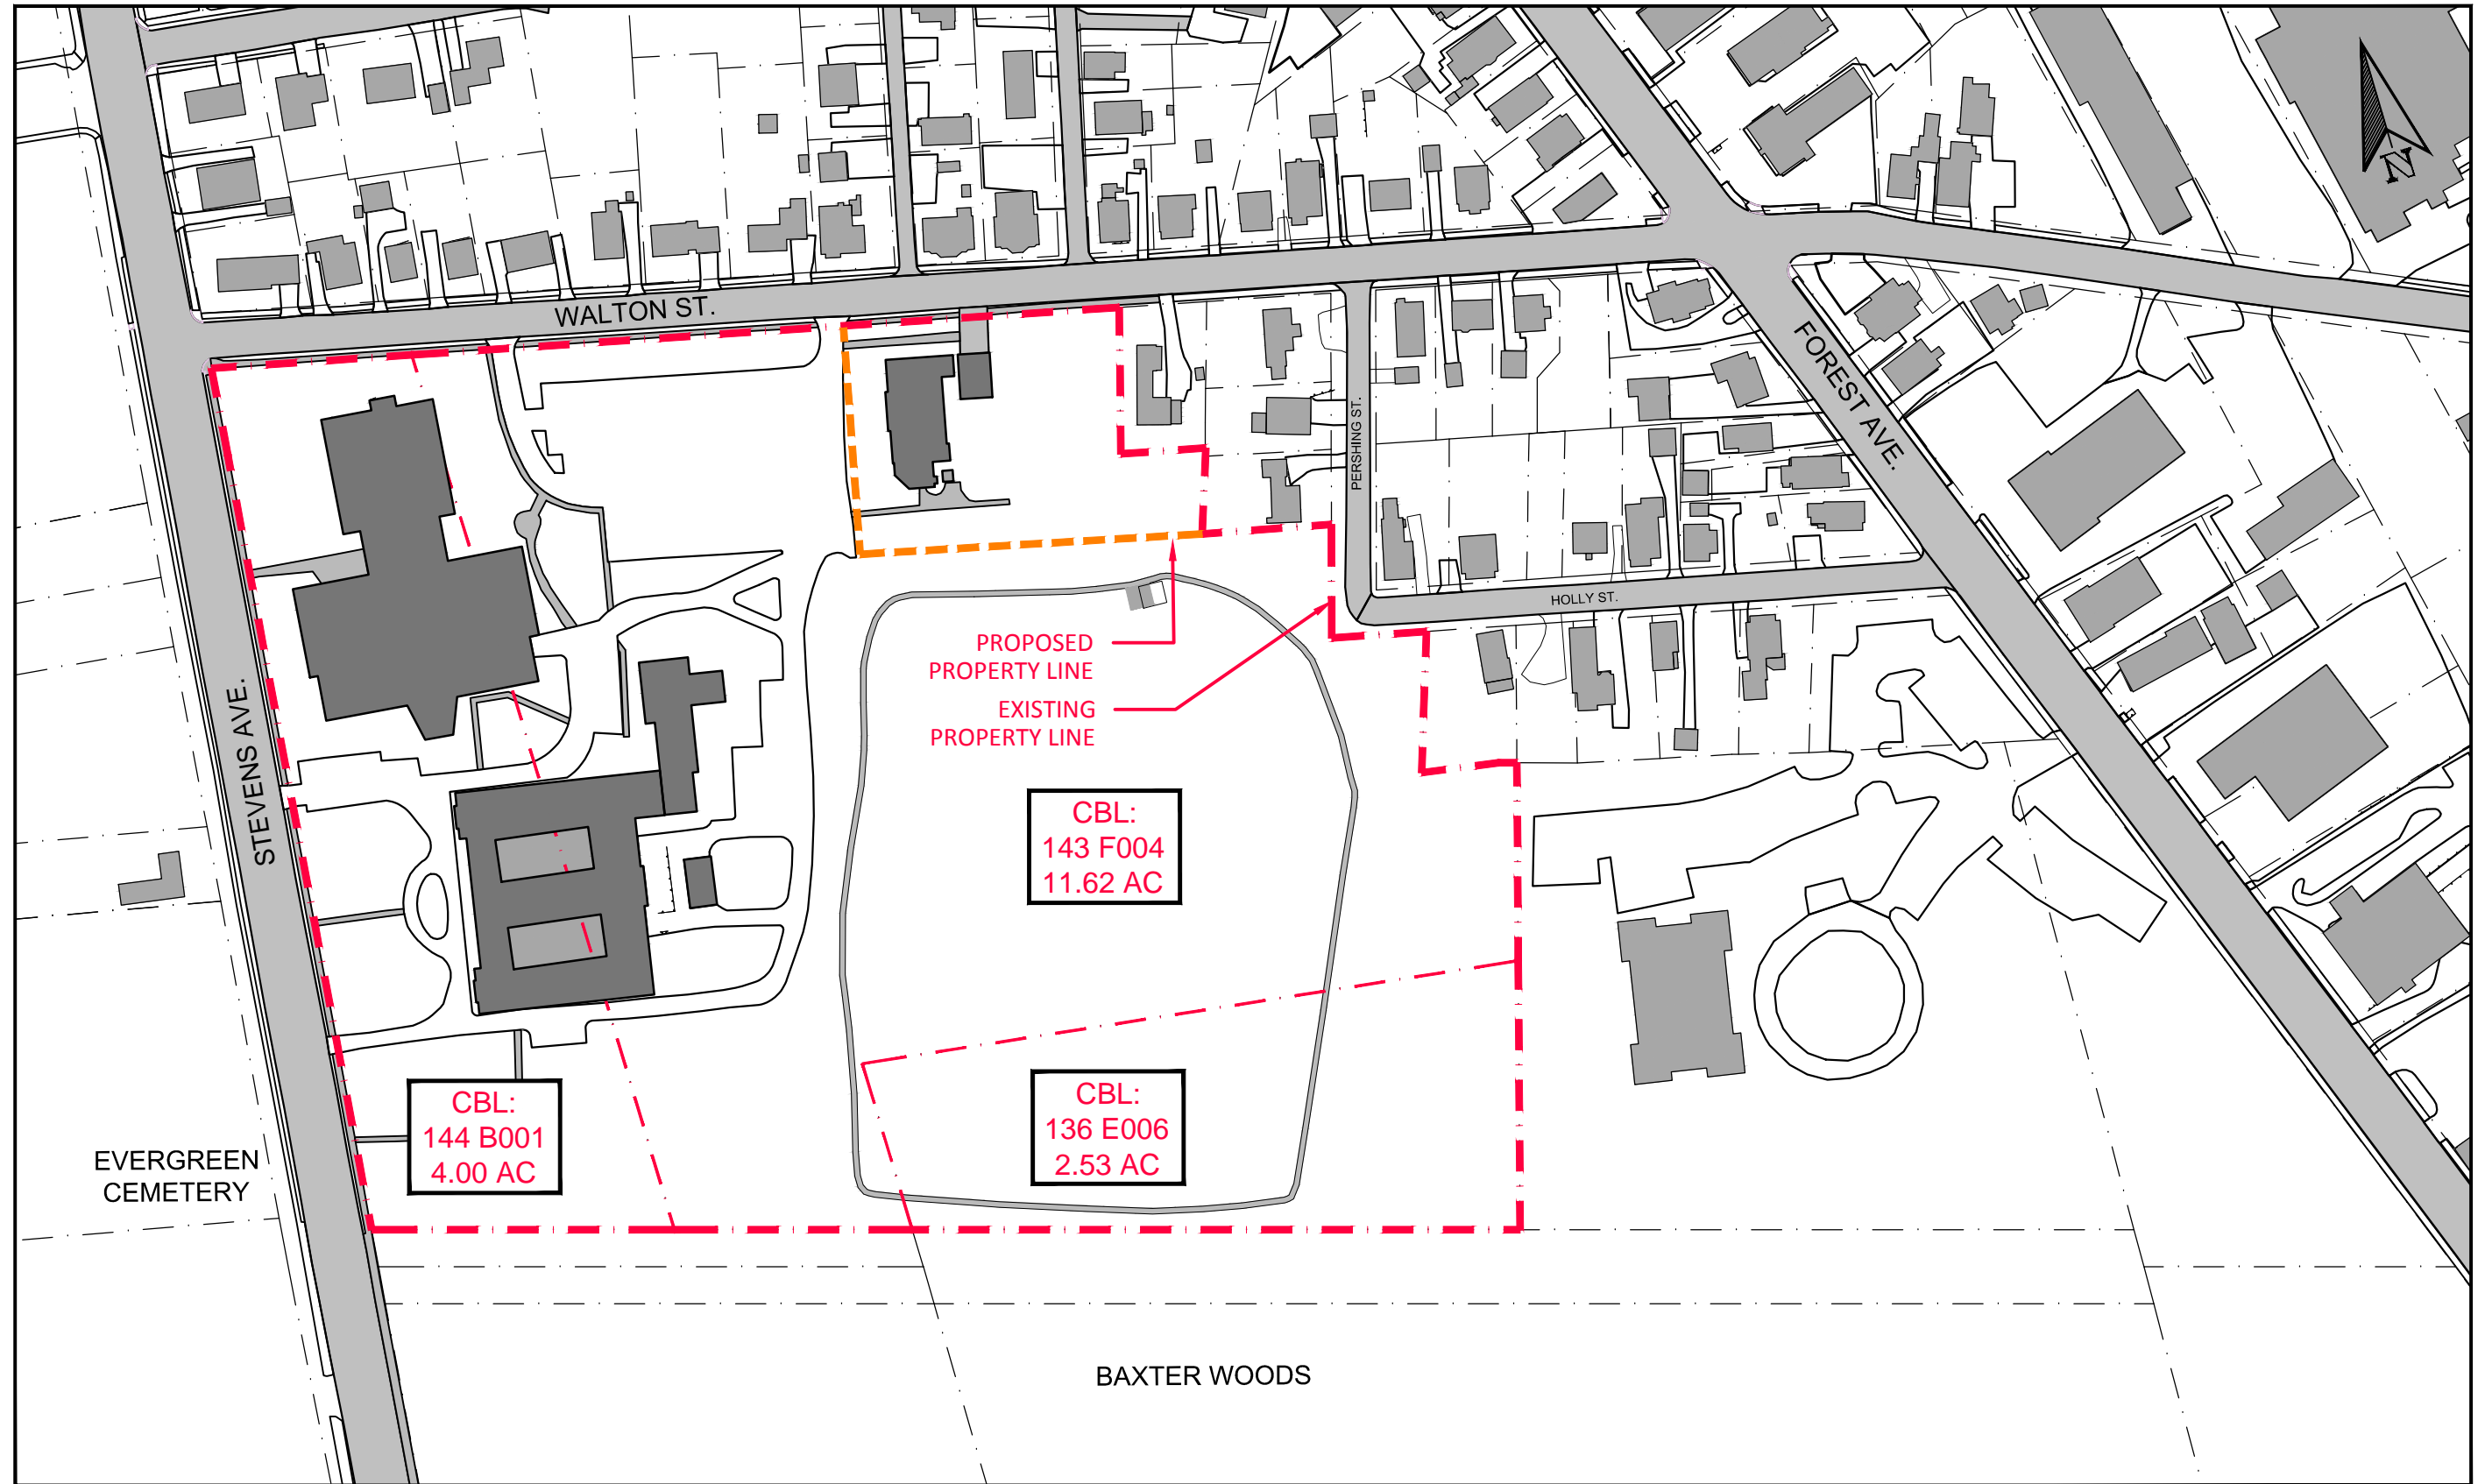 N
WALTON ST.
FOREST AVE.
PERSHING ST.
HOLLY ST.
PROPOSED
PROPERTY LINE
EXISTING
PROPERTY LINE
STEVENS AVE.
CBL:
143 F004
11.62 AC
CBL:
144 B001
4.00 AC
CBL:
136 E006
2.53 AC
EVERGREEN
CEMETERY
BAXTER WOODS